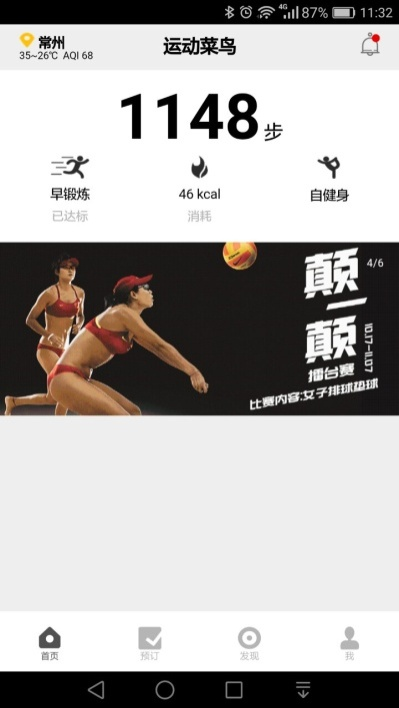 4G 87% 11:32
常州
35~26℃ AQI 68
运动菜鸟
1148步
早锻炼
已达标
46 kcal
消耗
自健身
4/6
颠一颠
10.17-11.07
擂台赛
比赛内容:女子排球垫球
首页
预订
发现
我